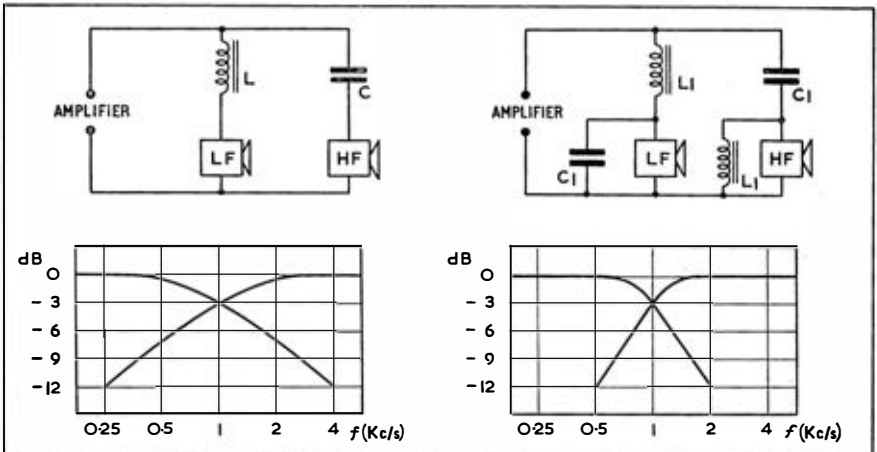 AMPLIFIER
L
C
LF
HF
AMPLIFIER
L1
C1
C1
LF
L1
HF
dB
0
-3
-6
-9
-12
0·25 0·5 1 2 4 f(Kc/s)
dB
0
-3
-6
-9
-12
0·25 0·5 1 2 4 f(Kc/s)